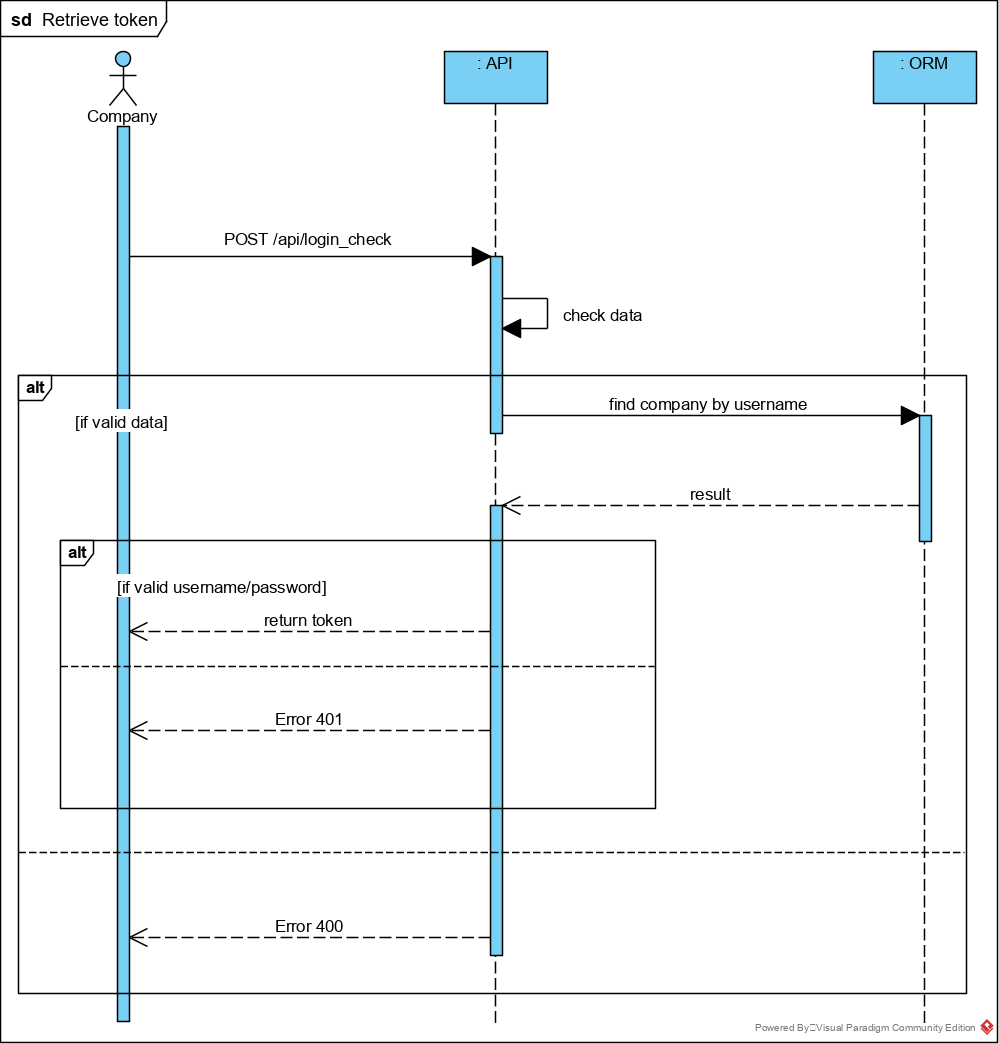 sd Retrieve token
: API
: ORM
Company
POST /api/login_check
check data
alt
find company by username
[if valid data]
result
alt
[if valid username/password]
return token
Error 401
Error 400
Powered By Visual Paradigm Community Edition